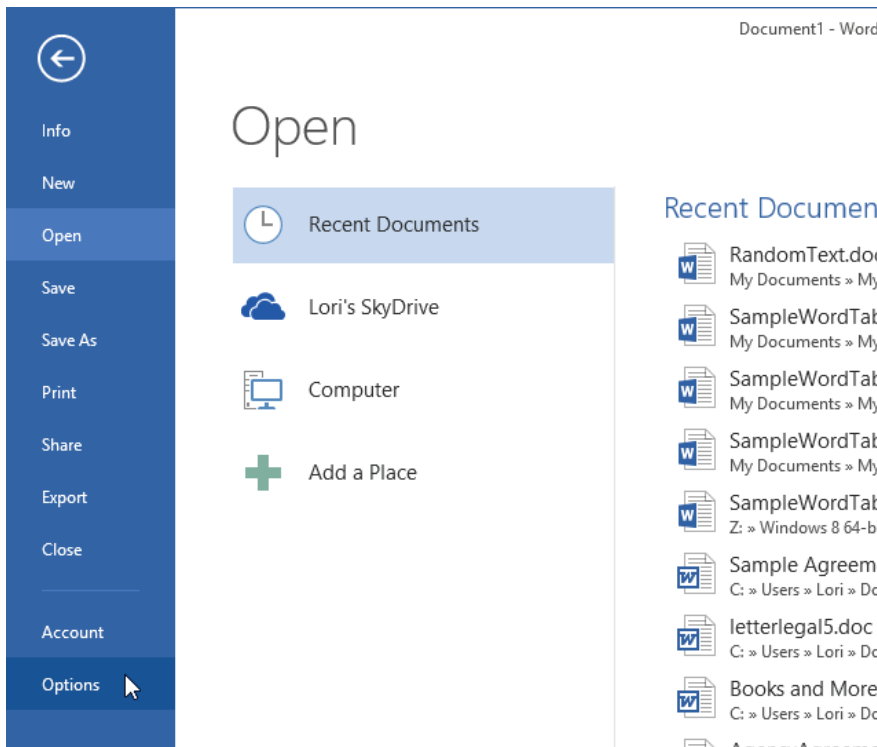 Document1 - Word
Info
New
Open
Save
Save As
Print
Share
Export
Close
Account
Options
Open
Recent Documents
Lori's SkyDrive
Computer
Add a Place
Recent Documen
RandomText.doc
My Documents » My
SampleWordTab
My Documents » My
SampleWordTab
My Documents » My
SampleWordTab
My Documents » My
SampleWordTab
Z: » Windows 8 64-b
Sample Agreem
C: » Users » Lori » Do
letterlegal5.doc
C: » Users » Lori » Do
Books and More
C: » Users » Lori » Do